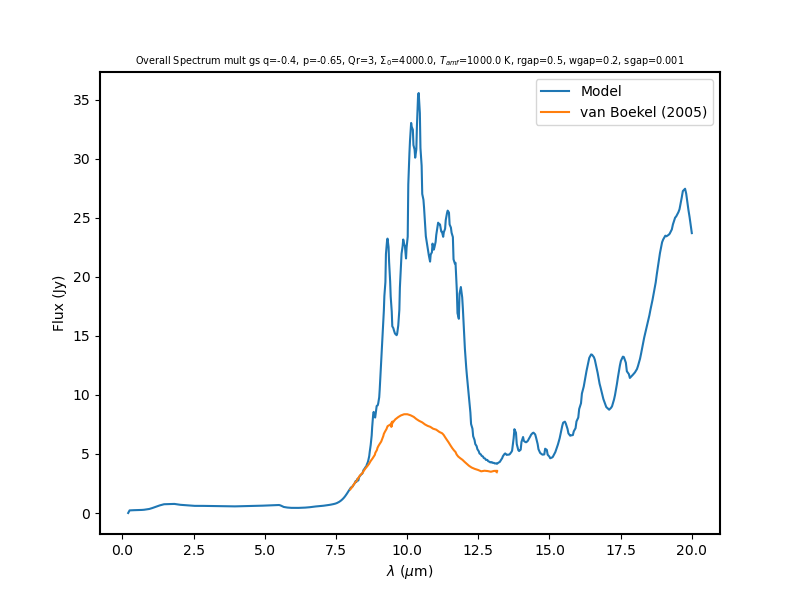 Overall Spectrum mult gs q=-0.4, p=-0.65, Qr=3, Σ₀=4000.0, T_amf=1000.0 K, rgap=0.5, wgap=0.2, sgap=0.001
Model
van Boekel (2005)
35
30
25
20
15
10
5
0
Flux (Jy)
0.0 2.5 5.0 7.5 10.0 12.5 15.0 17.5 20.0
λ (μm)